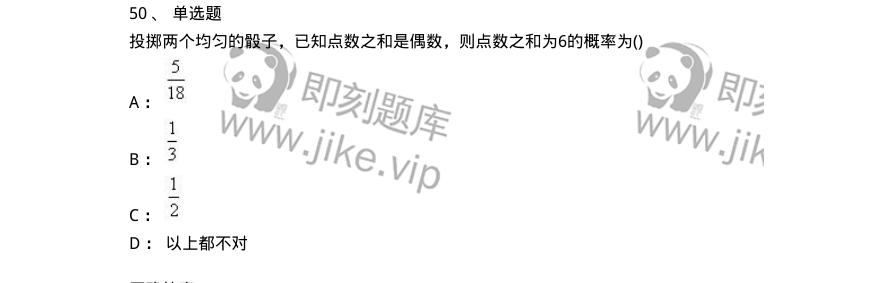 50 、 单选题
投掷两个均匀的骰子，已知点数之和是偶数，则点数之和为6的概率为()
A： 5/18
B： 1/3
C： 1/2
D： 以上都不对
即刻题库
www.jike.vip
即
www.ji